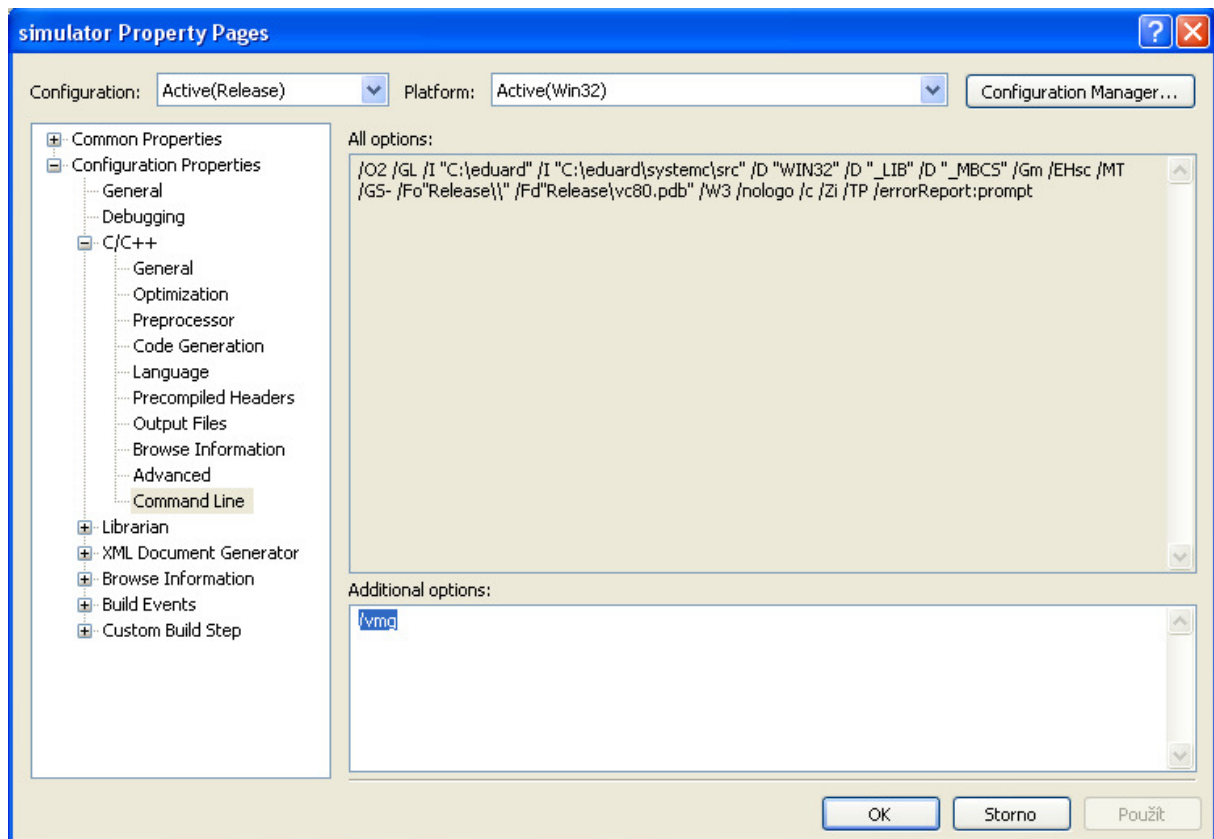 simulator Property Pages
Configuration: Active(Release) Platform: Active(Win32) Configuration Manager...
Common Properties
Configuration Properties
General
Debugging
C/C++
General
Optimization
Preprocessor
Code Generation
Language
Precompiled Headers
Output Files
Browse Information
Advanced
Command Line
Librarian
XML Document Generator
Browse Information
Build Events
Custom Build Step
All options:
/O2 /GL /I "C:\eduard" /I "C:\eduard\systemc\src" /D "WIN32" /D "_LIB" /D "_MBCS" /Gm /EHsc /MT
/GS- /Fo"Release\\" /Fd"Release\vc80.pdb" /W3 /nologo /c /Zi /TP /errorReport:prompt
Additional options:
/vmg
OK Storno Použít